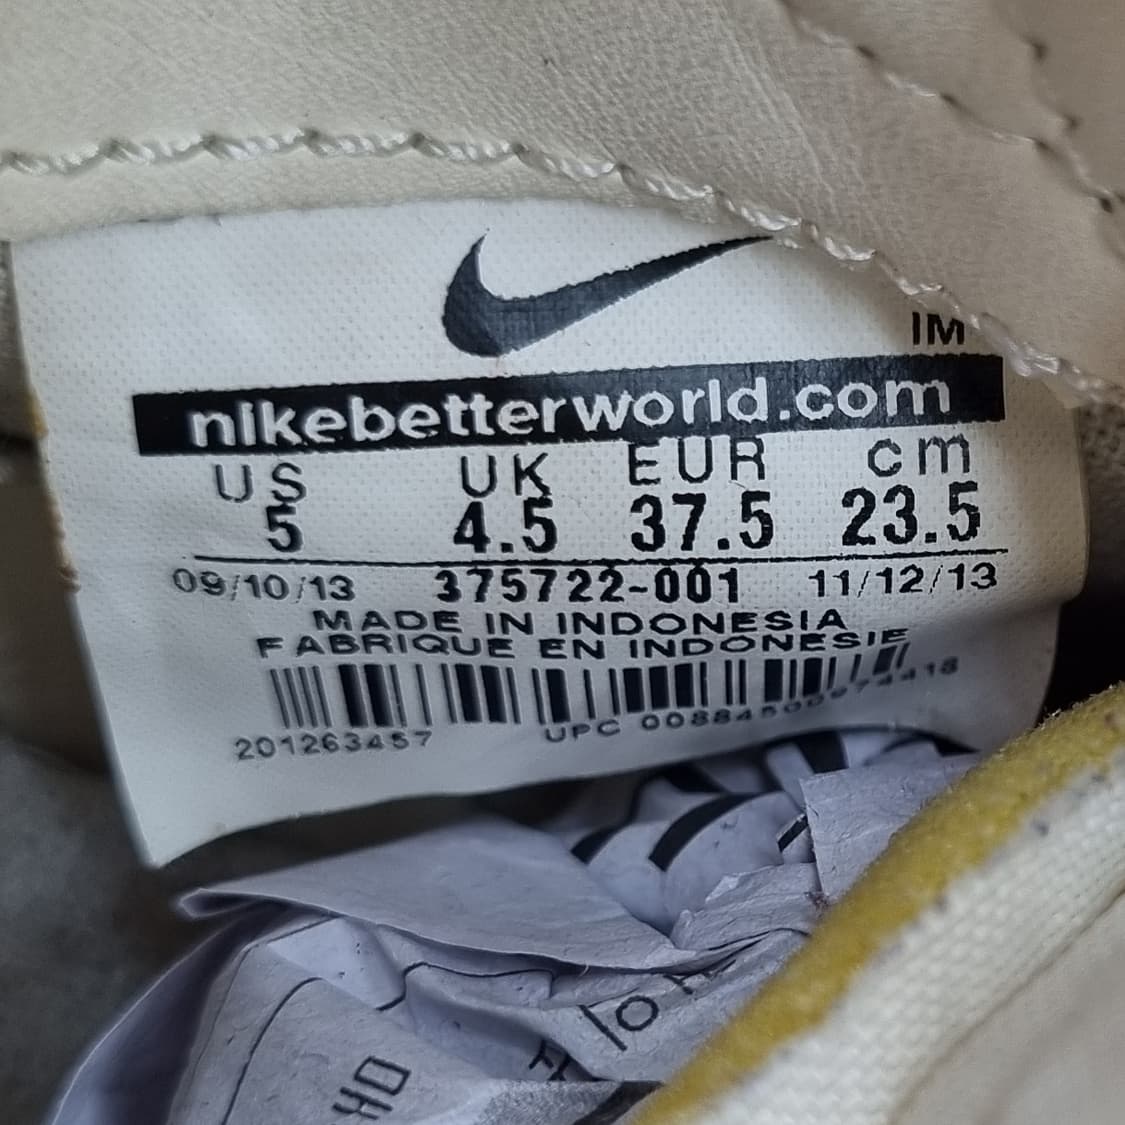 IM
nikebetterworld.com
US UK EUR cm
5 4.5 37.5 23.5
09/10/13 375722-001 11/12/13
MADE IN INDONESIA
FABRIQUE EN INDONESIE
201263457 UPC